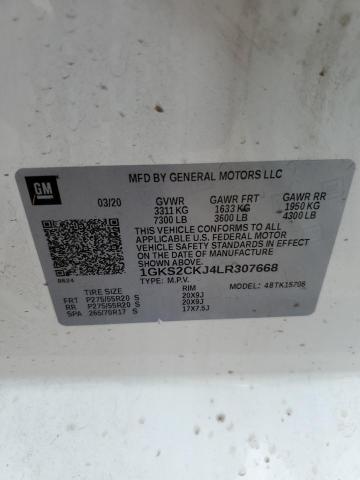 MFD BY GENERAL MOTORS LLC
GM
03/20 GVWR GAWR FRT GAWR RR
3311 KG 1633 KG 1950 KG
7300 LB 3600 LB 4300 LB
THIS VEHICLE CONFORMS TO ALL
APPLICABLE U.S. FEDERAL MOTOR
VEHICLE SAFETY STANDARDS IN EFFECT ON
THE DATE OF MANUFACTURE
1GKS2CKJ4LR307668
0624 TYPE: M.P.V. MODEL: 48TK15706
TIRE SIZE RIM
FRT P275/55R20 S 20X9J
RR P275/55R20 S 20X9J
SPA 265/70R17 S 17X7.5J